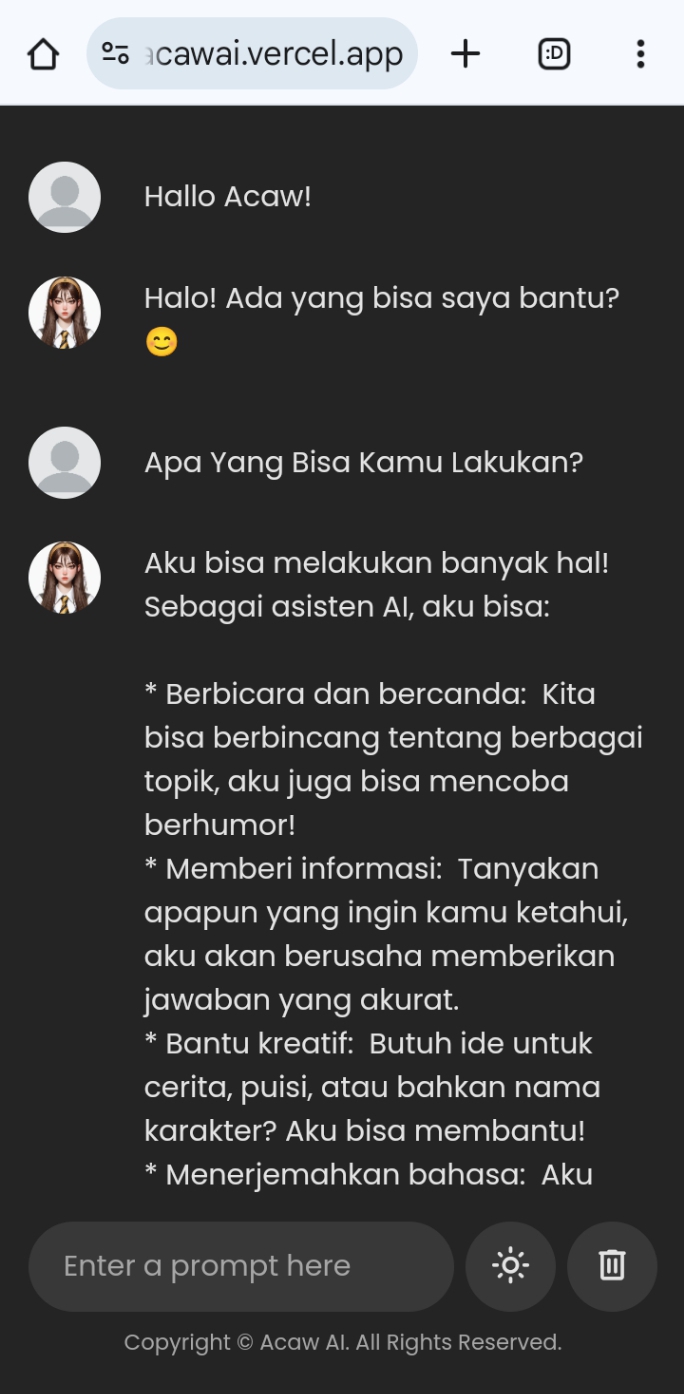 acawai.vercel.app
:D
Hallo Acaw!
Halo! Ada yang bisa saya bantu?
😊
Apa Yang Bisa Kamu Lakukan?
Aku bisa melakukan banyak hal!
Sebagai asisten AI, aku bisa:
* Berbicara dan bercanda:  Kita
bisa berbincang tentang berbagai
topik, aku juga bisa mencoba
berhumor!
* Memberi informasi:  Tanyakan
apapun yang ingin kamu ketahui,
aku akan berusaha memberikan
jawaban yang akurat.
* Bantu kreatif:  Butuh ide untuk
cerita, puisi, atau bahkan nama
karakter? Aku bisa membantu!
* Menerjemahkan bahasa:  Aku
Enter a prompt here
Copyright © Acaw AI. All Rights Reserved.